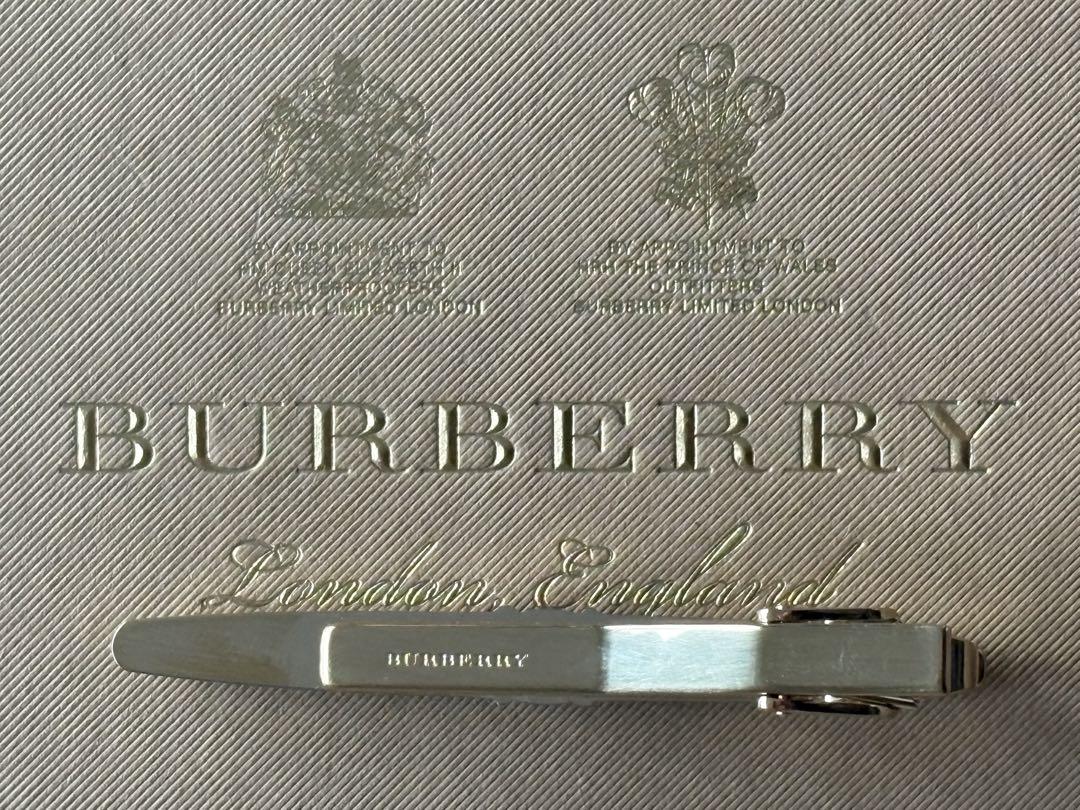 BY APPOINTMENT TO
HM QUEEN ELIZABETH II
WEATHERPROOFERS
BURBERRY LIMITED LONDON
BY APPOINTMENT TO
HRH THE PRINCE OF WALES
OUTFITTERS
BURBERRY LIMITED LONDON
BURBERRY
London, England
BURBERRY